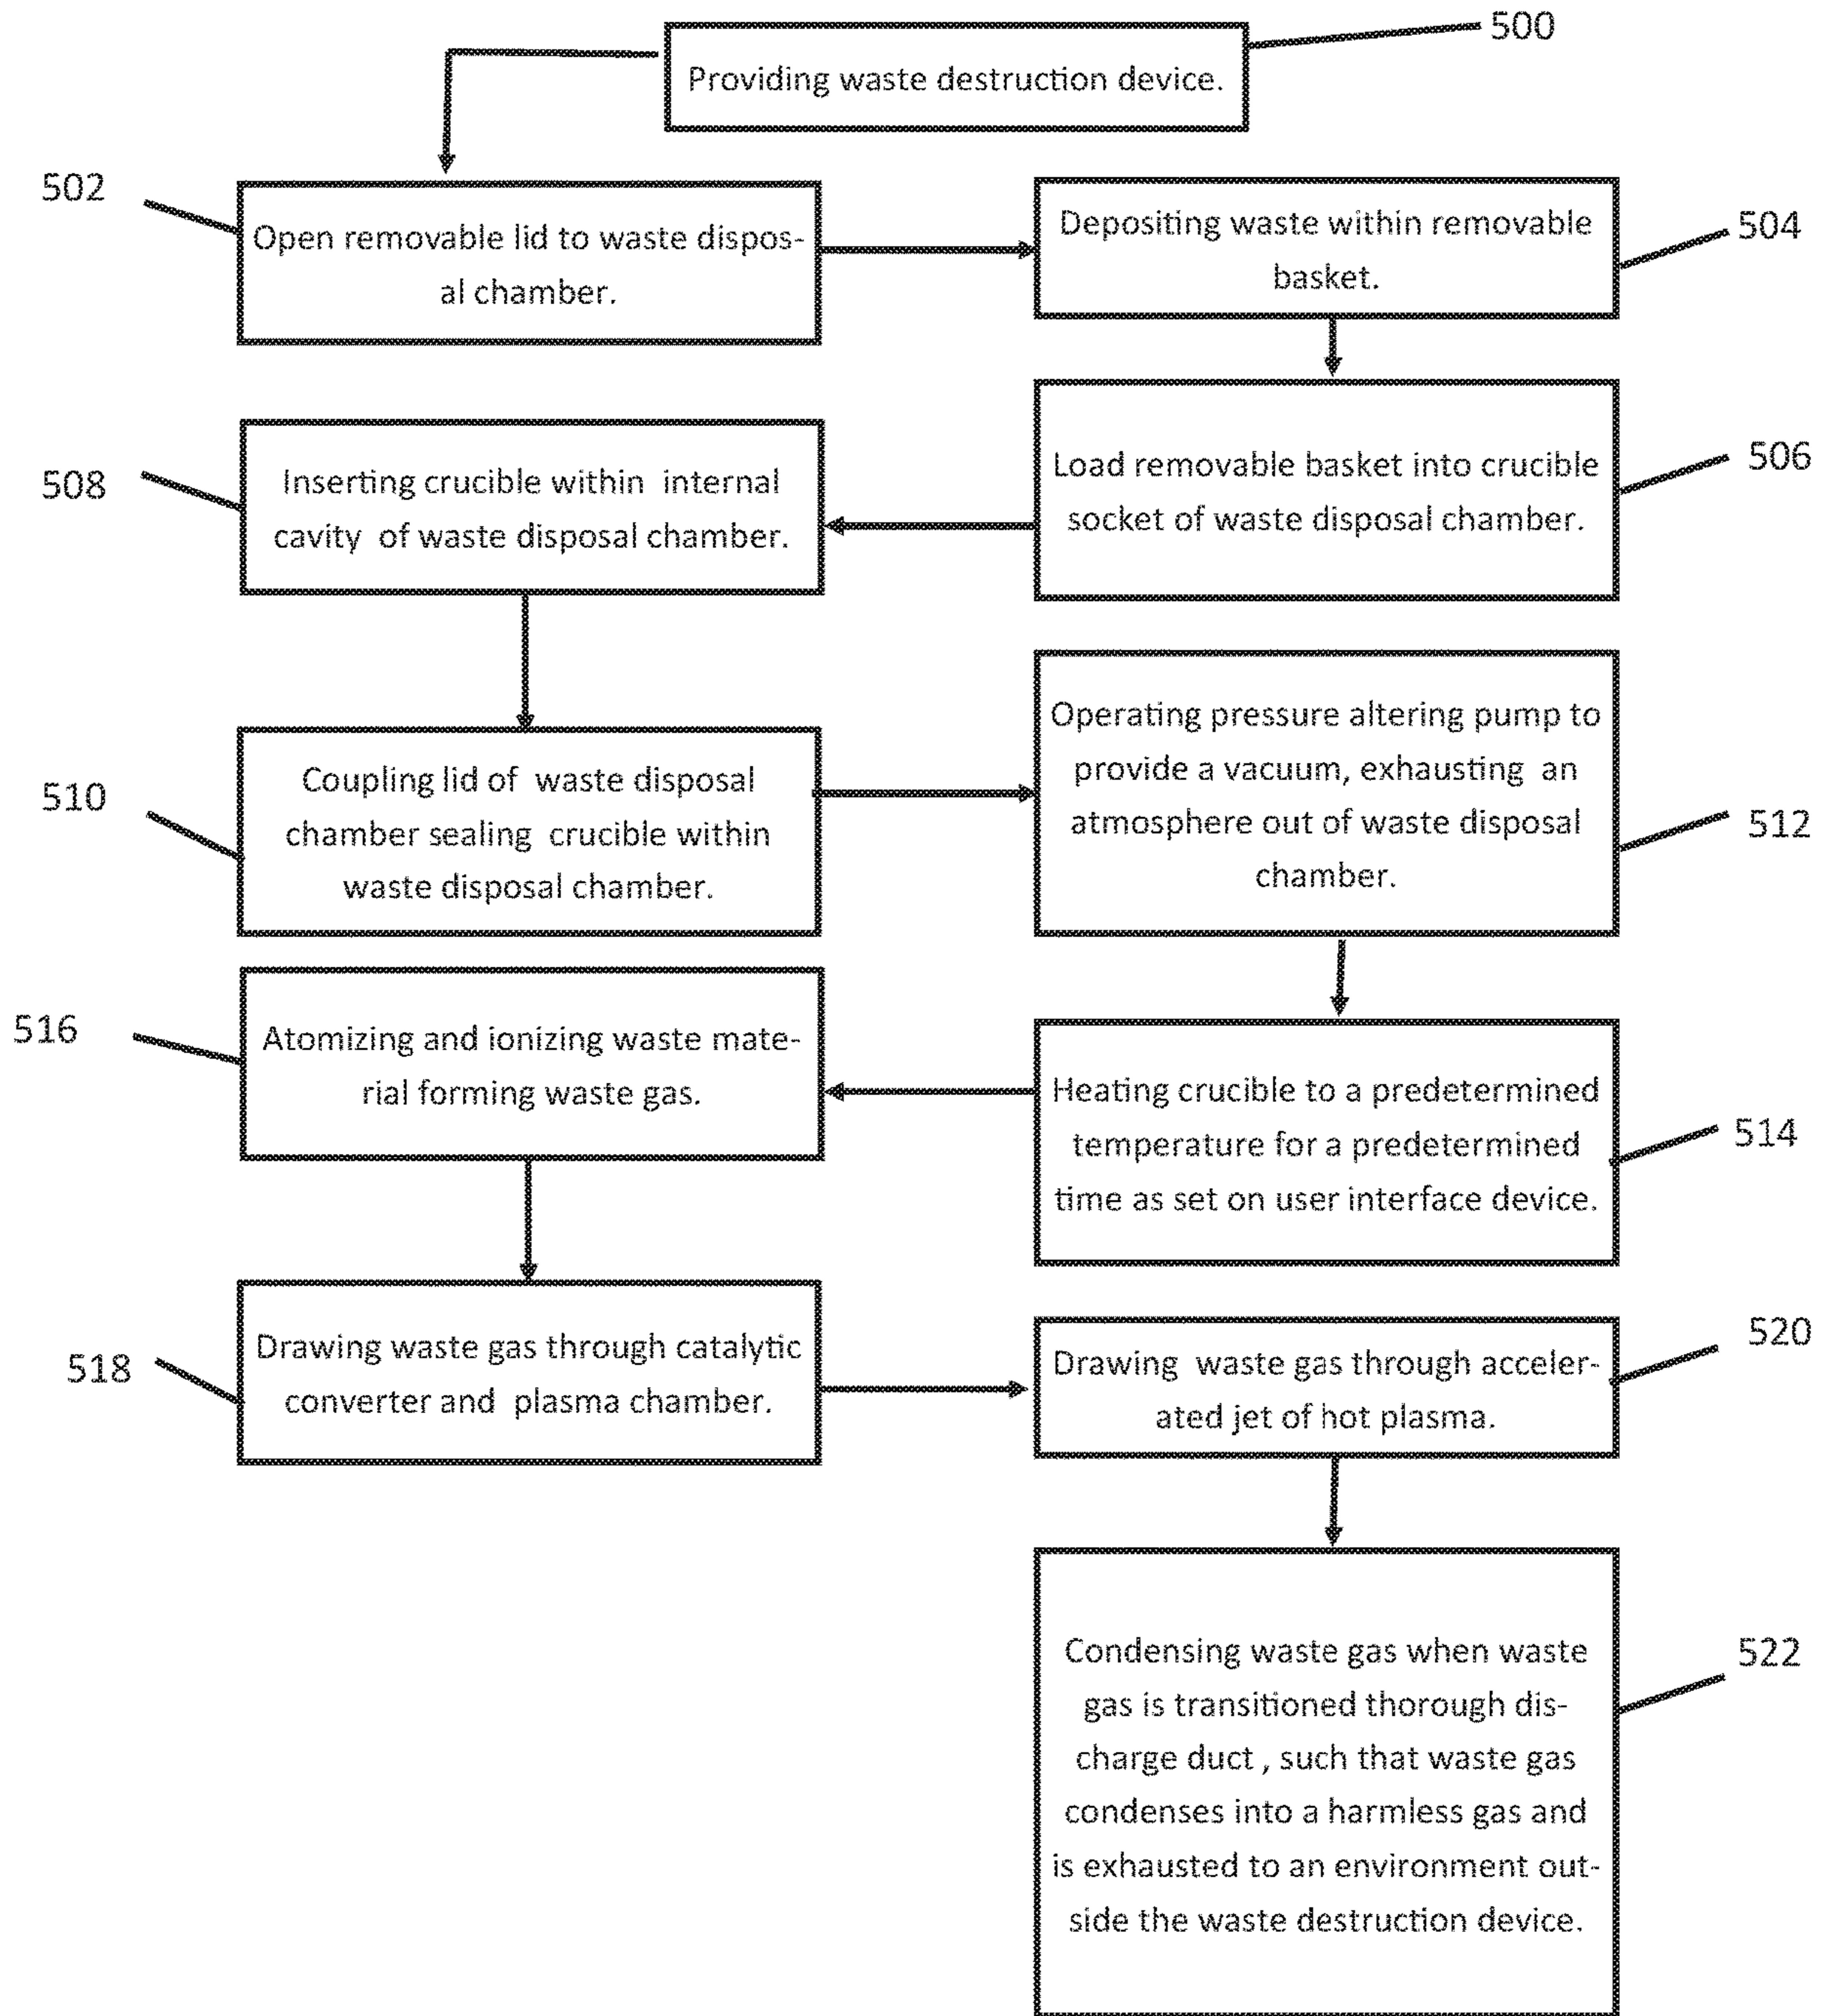 500
Providing waste destruction device.
502
Open removable lid to waste dispos-
al chamber.
Depositing waste within removable
basket.
504
Load removable basket into crucible
socket of waste disposal chamber.
506
508
Inserting crucible within internal
cavity of waste disposal chamber.
510
Coupling lid of waste disposal
chamber sealing crucible within
waste disposal chamber.
Operating pressure altering pump to
provide a vacuum, exhausting an
atmosphere out of waste disposal
chamber.
512
Heating crucible to a predetermined
temperature for a predetermined
time as set on user interface device.
514
516
Atomizing and ionizing waste mate-
rial forming waste gas.
518
Drawing waste gas through catalytic
converter and plasma chamber.
520
Drawing waste gas through acceler-
ated jet of hot plasma.
Condensing waste gas when waste
gas is transitioned thorough dis-
charge duct , such that waste gas
condenses into a harmless gas and
is exhausted to an environment out-
side the waste destruction device.
522